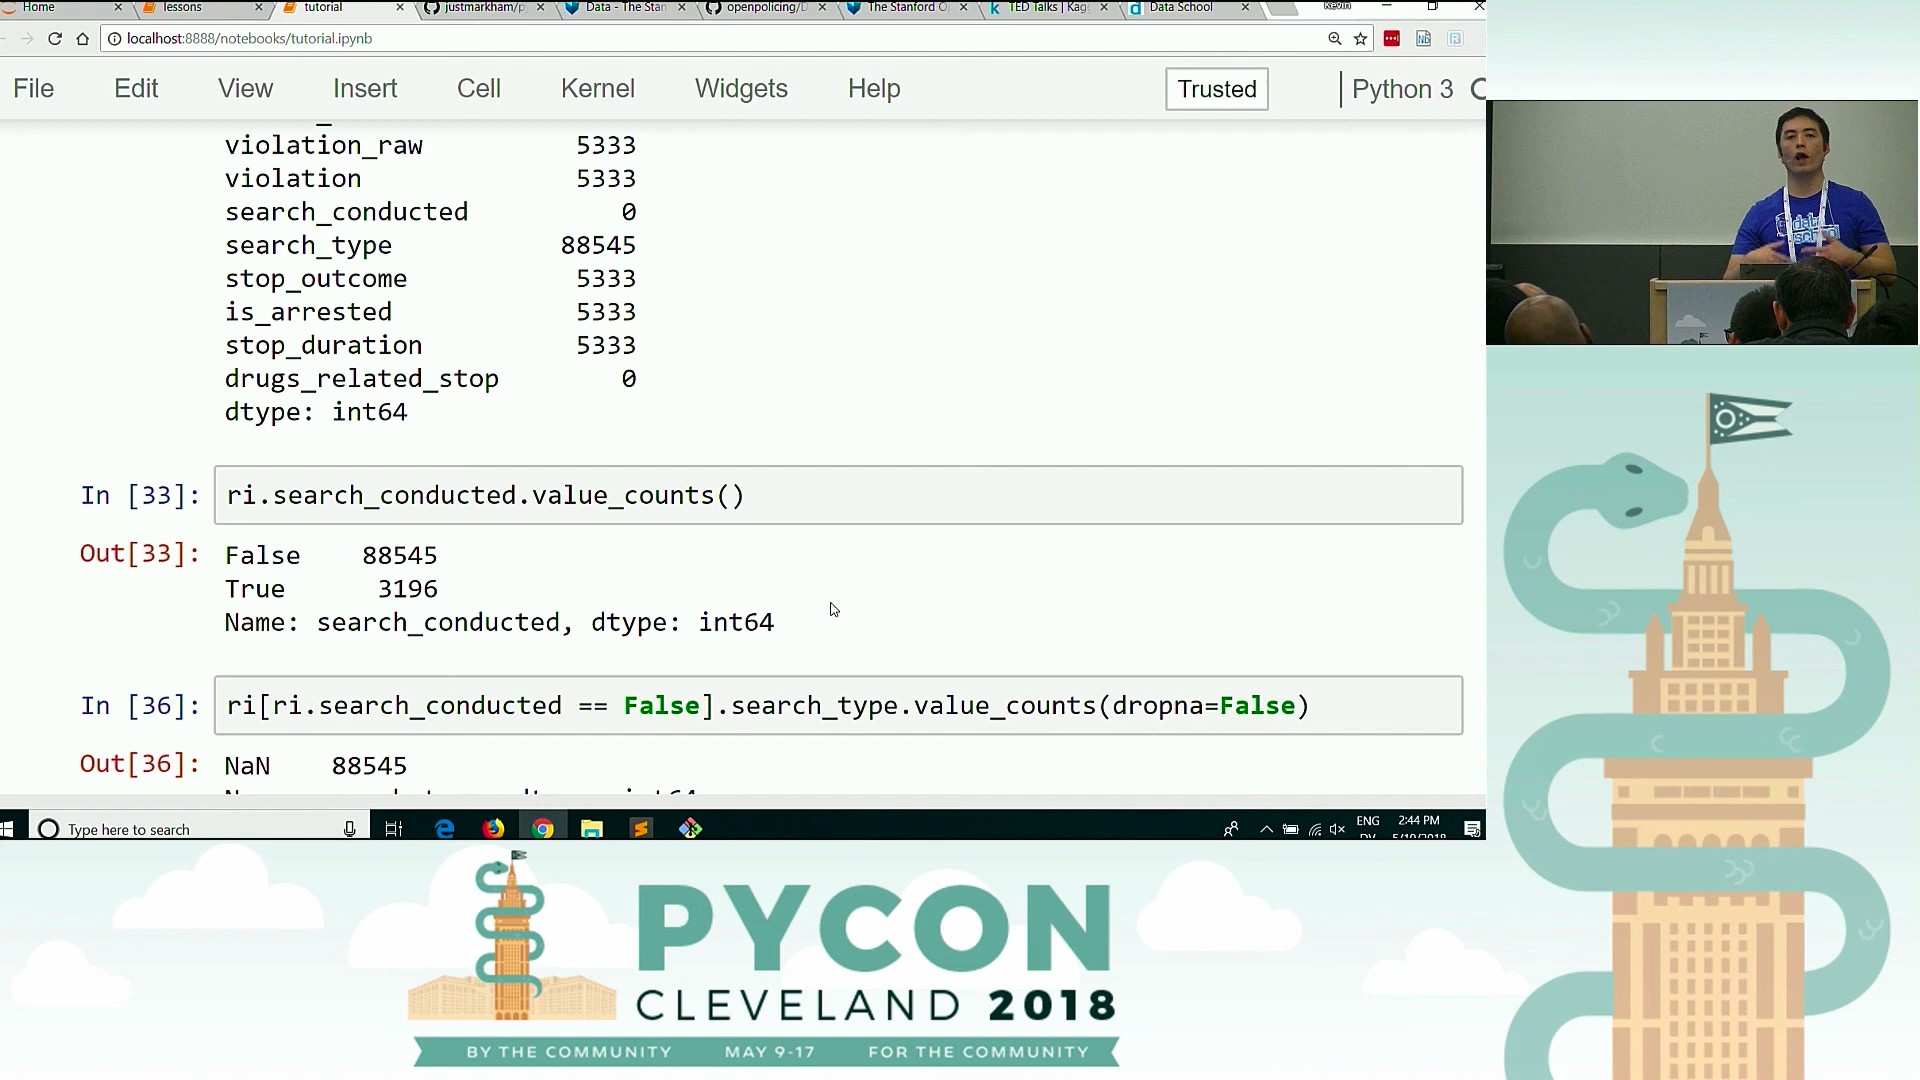 Home
lessons
tutorial
justmarkham/p
Data - The Stan
openpolicing/D
The Stanford O
TED Talks | Kag
Data School
Kevin
localhost:8888/notebooks/tutorial.ipynb
File Edit View Insert Cell Kernel Widgets Help Trusted Python 3
violation_raw 5333
violation 5333
search_conducted 0
search_type 88545
stop_outcome 5333
is_arrested 5333
stop_duration 5333
drugs_related_stop 0
dtype: int64
In [33]: ri.search_conducted.value_counts()
Out[33]: False 88545
True 3196
Name: search_conducted, dtype: int64
In [36]: ri[ri.search_conducted == False].search_type.value_counts(dropna=False)
Out[36]: NaN 88545
Type here to search
ENG
2:44 PM
data
school
PYCON
CLEVELAND 2018
BY THE COMMUNITY MAY 9-17 FOR THE COMMUNITY